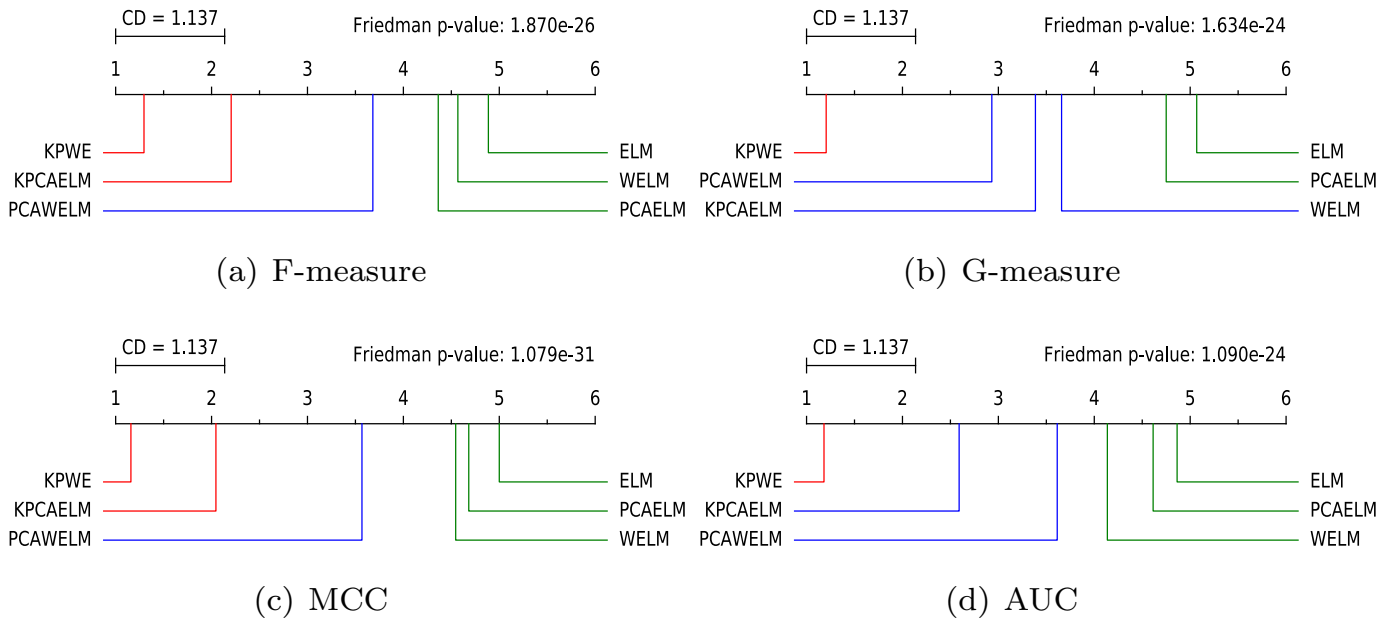 CD = 1.137
Friedman p-value: 1.870e-26
1 2 3 4 5 6
KPWE
ELM
KPCAELM
WELM
PCAWELM
PCAELM
(a) F-measure
CD = 1.137
Friedman p-value: 1.634e-24
1 2 3 4 5 6
KPWE
ELM
PCAWELM
PCAELM
KPCAELM
WELM
(b) G-measure
CD = 1.137
Friedman p-value: 1.079e-31
1 2 3 4 5 6
KPWE
ELM
KPCAELM
PCAELM
PCAWELM
WELM
(c) MCC
CD = 1.137
Friedman p-value: 1.090e-24
1 2 3 4 5 6
KPWE
ELM
KPCAELM
PCAELM
PCAWELM
WELM
(d) AUC